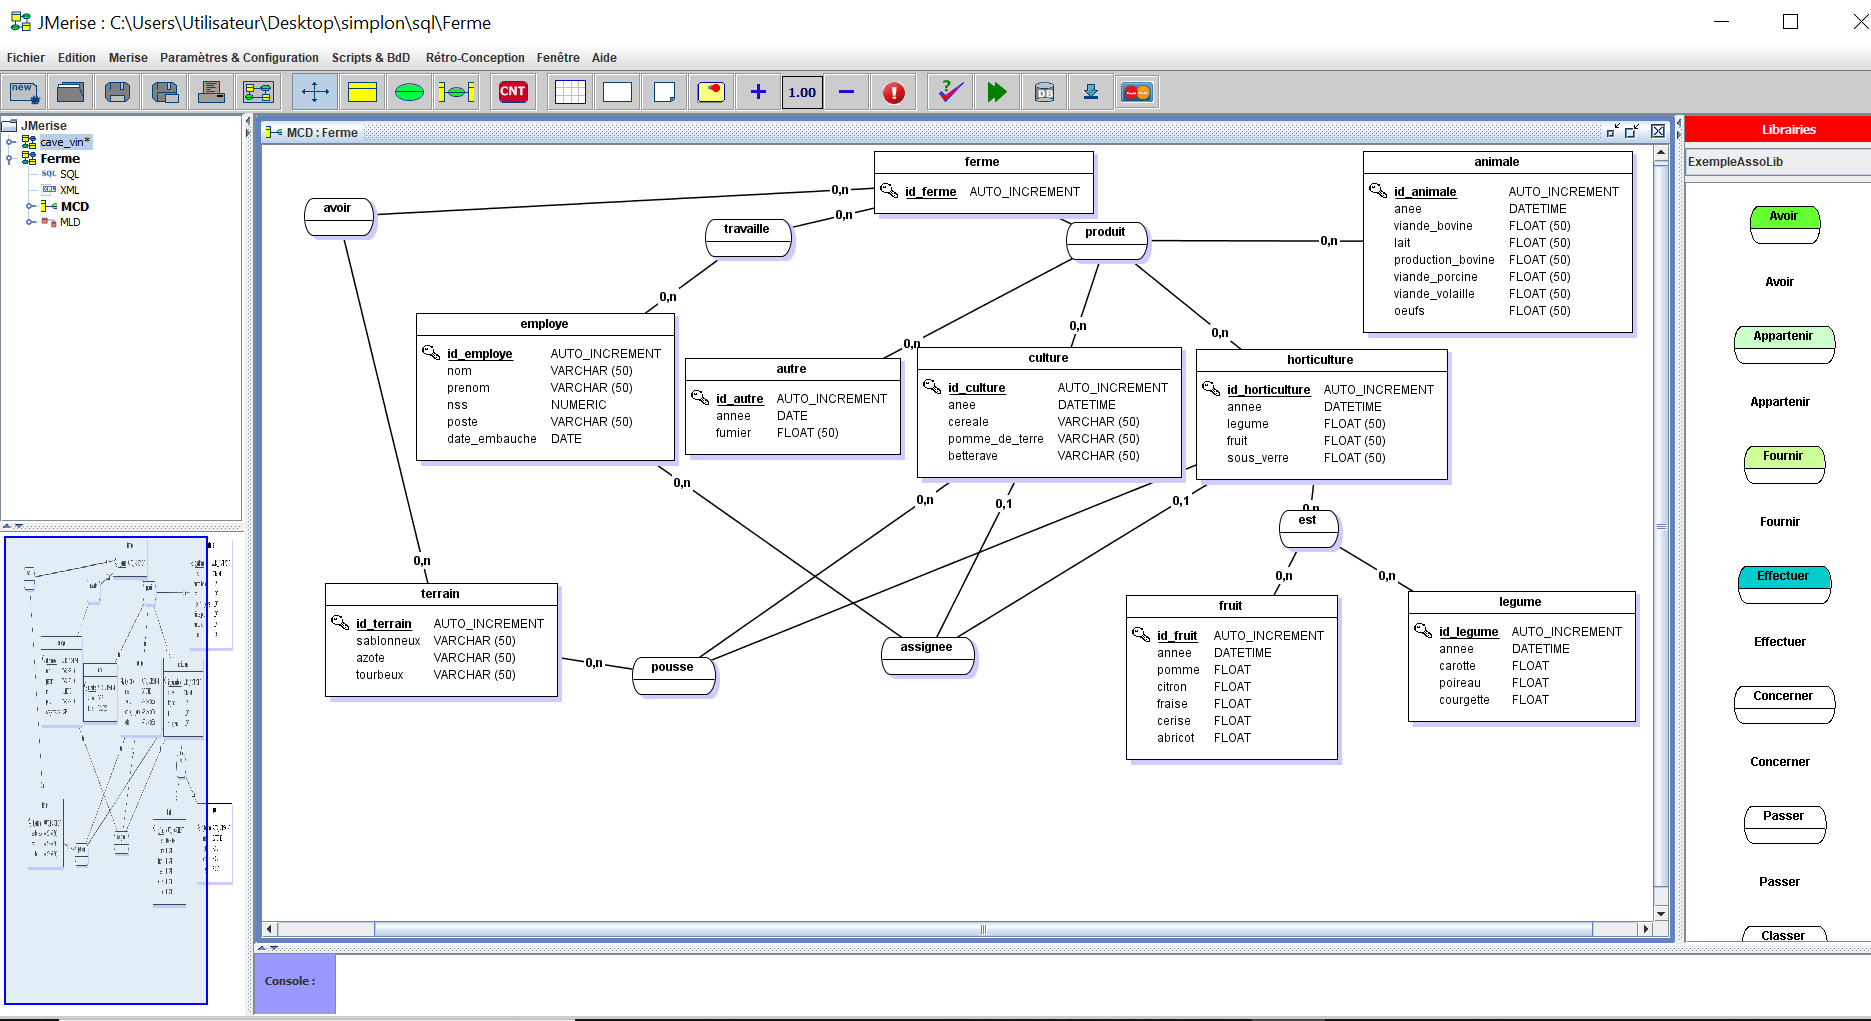 JMerise : C:\Users\Utilisateur\Desktop\simplon\sql\Ferme
Fichier Edition Merise Paramètres & Configuration Scripts & BdD Rétro-Conception Fenêtre Aide
new CNT 1.00 DB
JMerise
cave_vin*
Ferme
SQL SQL
XML
MCD
MLD
MCD : Ferme
ferme
id_ferme AUTO_INCREMENT
animale
id_animale AUTO_INCREMENT
anee DATETIME
viande_bovine FLOAT (50)
lait FLOAT (50)
production_bovine FLOAT (50)
viande_porcine FLOAT (50)
viande_volaille FLOAT (50)
oeufs FLOAT (50)
avoir
0,n
0,n
travaille
0,n
0,n
produit
0,n
0,n
0,n
0,n
employe
id_employe AUTO_INCREMENT
nom VARCHAR (50)
prenom VARCHAR (50)
nss NUMERIC
poste VARCHAR (50)
date_embauche DATE
autre
id_autre AUTO_INCREMENT
annee DATE
fumier FLOAT (50)
culture
id_culture AUTO_INCREMENT
anee DATETIME
cereale VARCHAR (50)
pomme_de_terre VARCHAR (50)
betterave VARCHAR (50)
horticulture
id_horticulture AUTO_INCREMENT
annee DATETIME
legume FLOAT (50)
fruit FLOAT (50)
sous_verre FLOAT (50)
0,n
0,n
0,1
0,1
0,n
est
0,n
0,n
terrain
id_terrain AUTO_INCREMENT
sablonneux VARCHAR (50)
azote VARCHAR (50)
tourbeux VARCHAR (50)
0,n
pousse
assignee
fruit
id_fruit AUTO_INCREMENT
annee DATETIME
pomme FLOAT
citron FLOAT
fraise FLOAT
cerise FLOAT
abricot FLOAT
legume
id_legume AUTO_INCREMENT
annee DATETIME
carotte FLOAT
poireau FLOAT
courgette FLOAT
Librairies
ExempleAssoLib
Avoir
Avoir
Appartenir
Appartenir
Fournir
Fournir
Effectuer
Effectuer
Concerner
Concerner
Passer
Passer
Classer
Console :